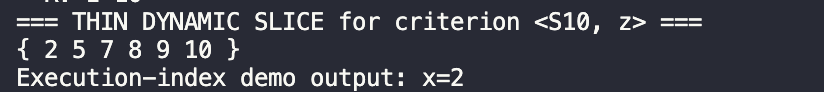 === THIN DYNAMIC SLICE for criterion <S10, z> ===
{ 2 5 7 8 9 10 }
Execution-index demo output: x=2